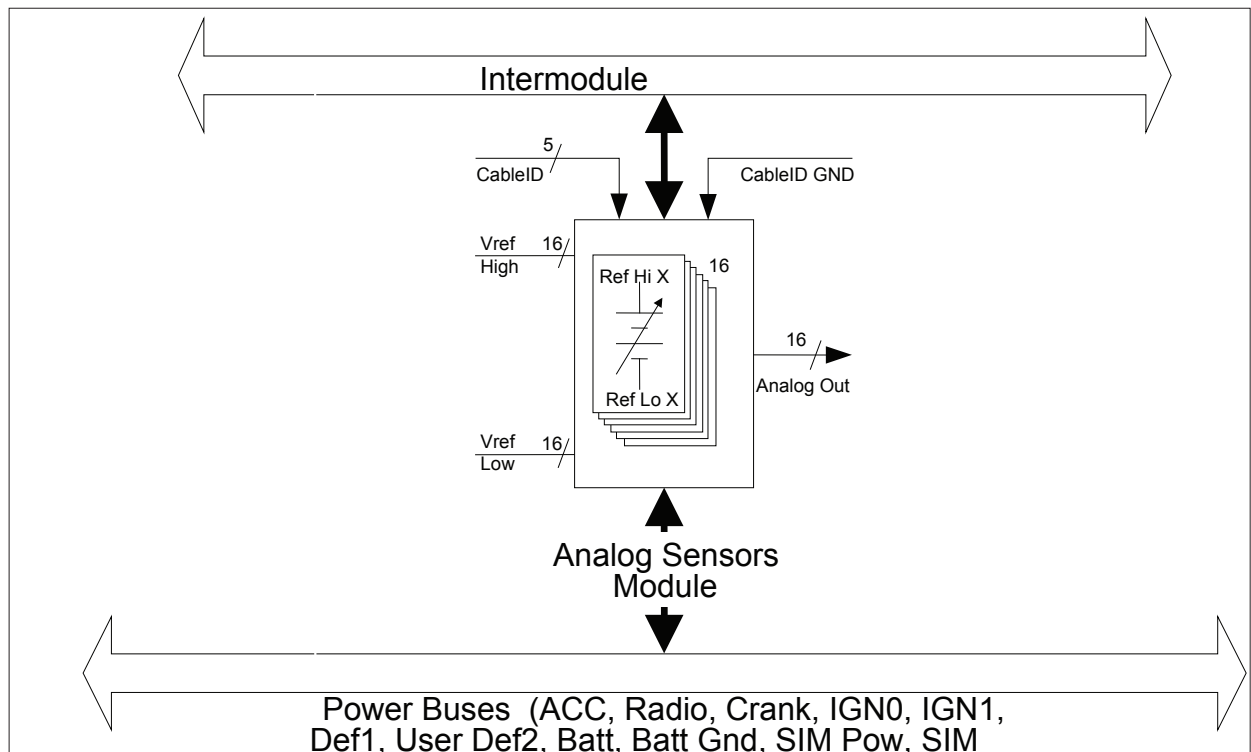 Intermodule
5
CableID
CableID GND
Vref
High
16
Ref Hi X
16
Ref Lo X
16
Analog Out
Vref
Low
16
Analog Sensors
Module
Power Buses (ACC, Radio, Crank, IGN0, IGN1,
Def1, User Def2, Batt, Batt Gnd, SIM Pow, SIM